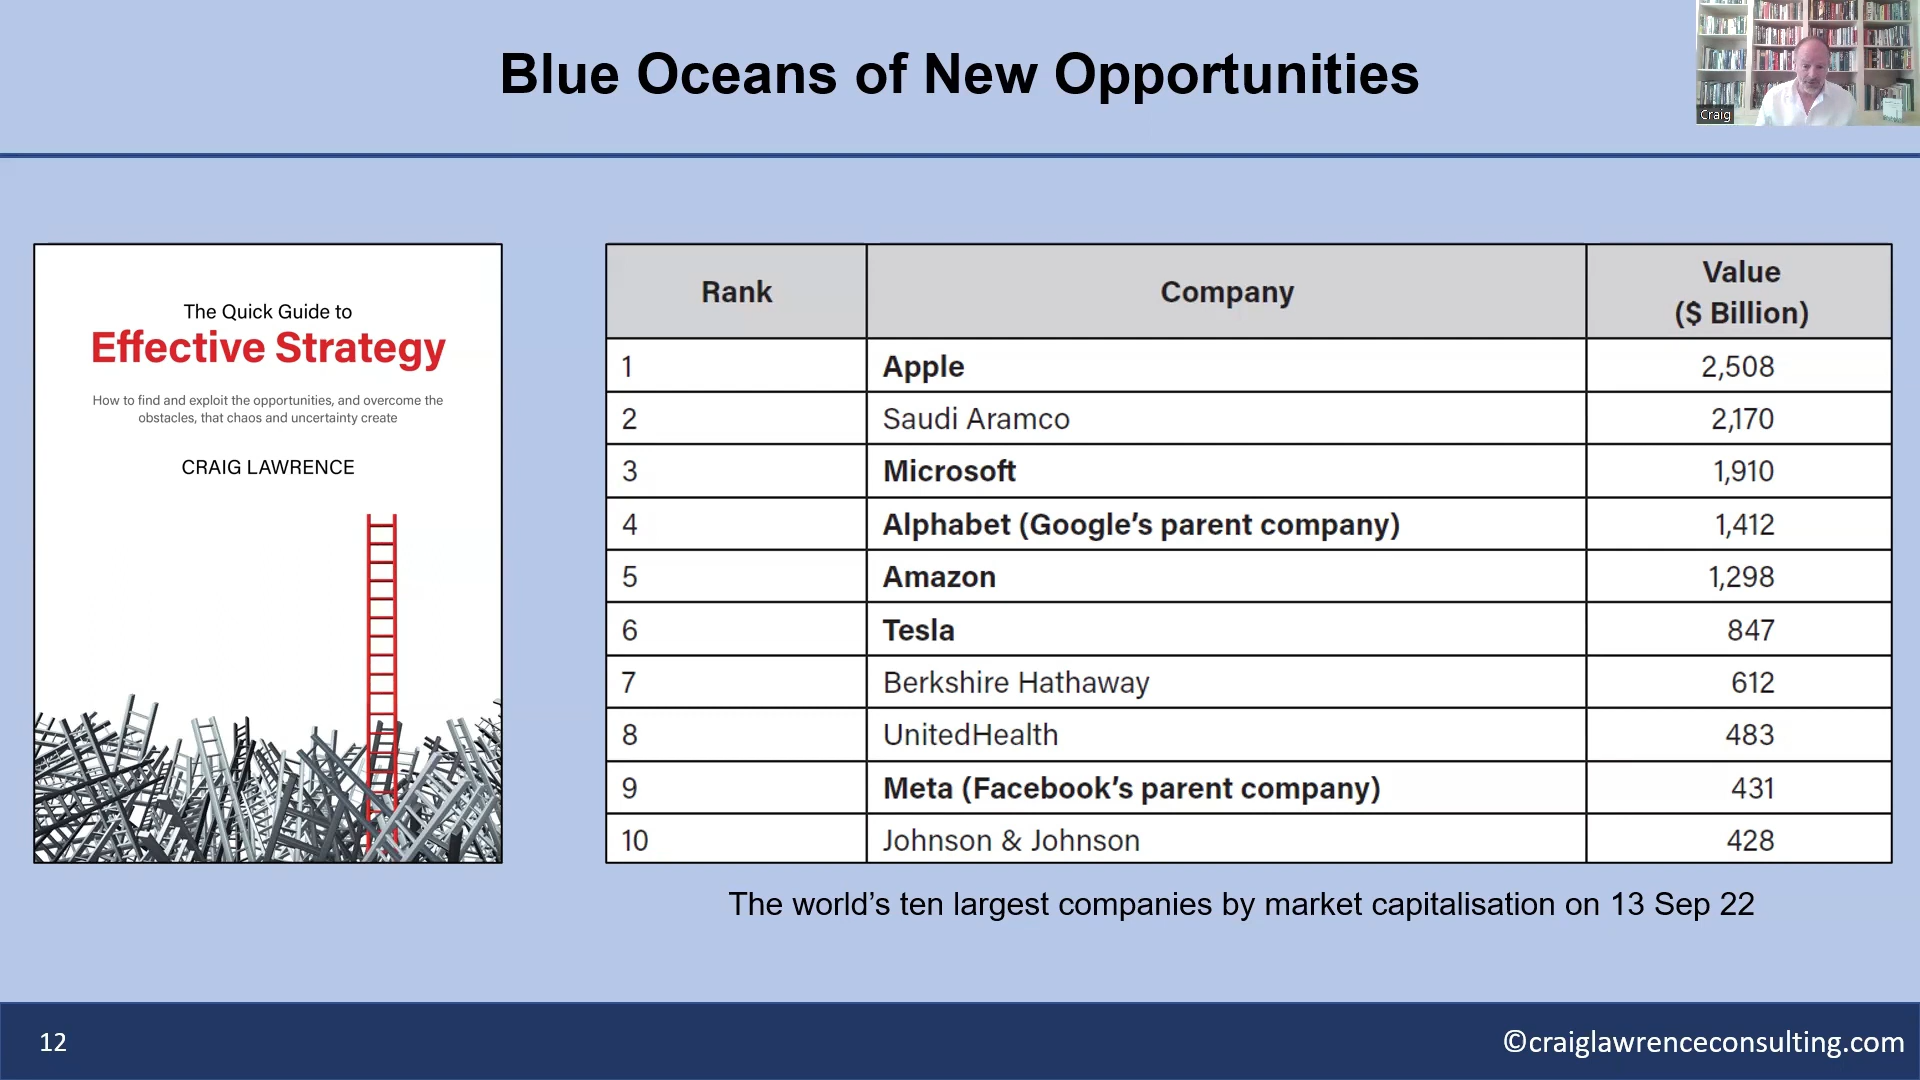 Blue Oceans of New Opportunities
Craig
The Quick Guide to
Effective Strategy
How to find and exploit the opportunities, and overcome the
obstacles, that chaos and uncertainty create
CRAIG LAWRENCE
Rank Company Value ($ Billion)
1 Apple 2,508
2 Saudi Aramco 2,170
3 Microsoft 1,910
4 Alphabet (Google’s parent company) 1,412
5 Amazon 1,298
6 Tesla 847
7 Berkshire Hathaway 612
8 UnitedHealth 483
9 Meta (Facebook’s parent company) 431
10 Johnson & Johnson 428
The world’s ten largest companies by market capitalisation on 13 Sep 22
12
©craiglawrenceconsulting.com